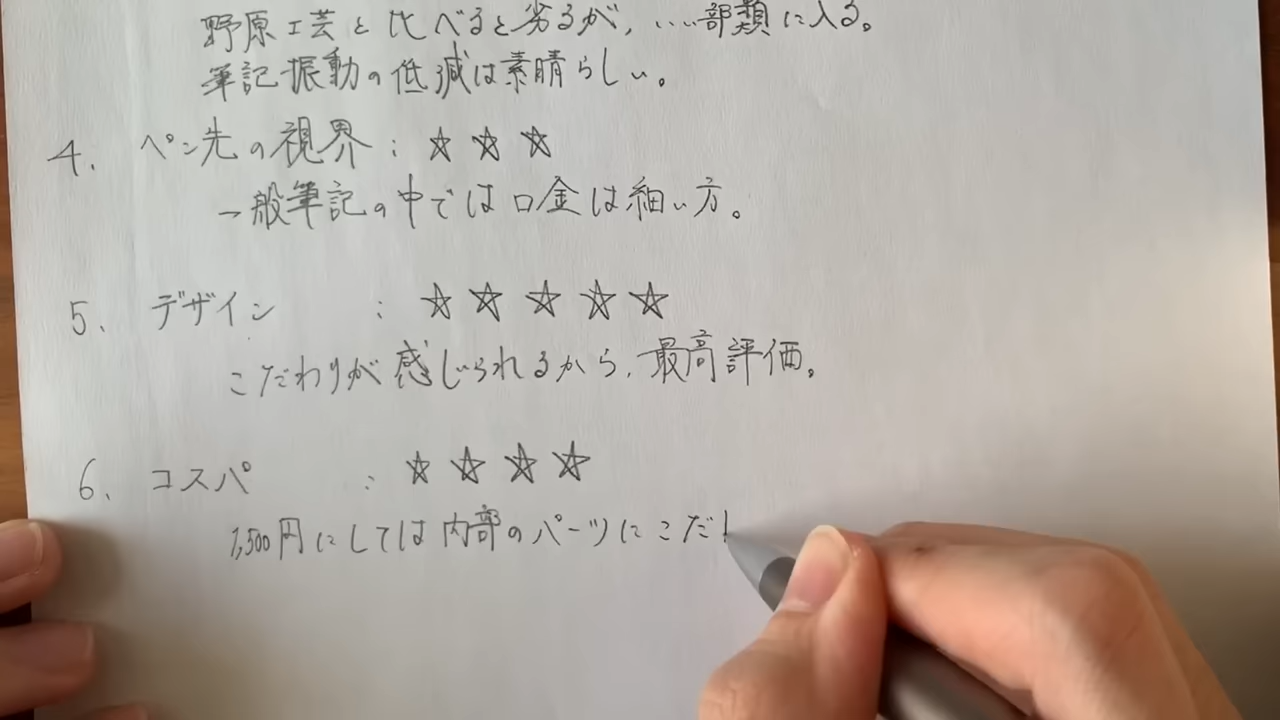 野原工芸と比べると劣るが、いい部類に入る。
筆記振動の低減は素晴らしい。
4. ペン先の視界 : ☆☆☆
一般筆記の中では口金は細い方。
5. デザイン : ☆☆☆☆☆
こだわりが感じられるから、最高評価。
6. コスパ : ☆☆☆☆
1,500円にしては内部のパーツにこだ